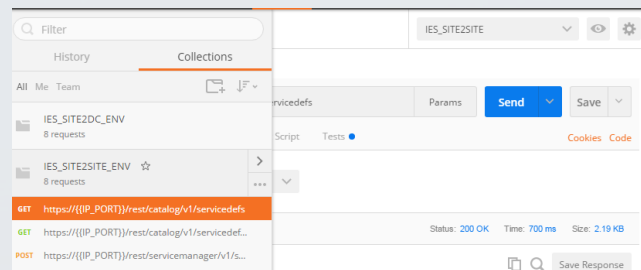 Filter
IES_SITE2SITE
History
Collections
All Me Team
ervicedefs
Params
Send
Save
IES_SITE2DC_ENV
8 requests
Script
Tests
Cookies Code
IES_SITE2SITE_ENV
8 requests
GET https://{{IP_PORT}}/rest/catalog/v1/servicedefs
GET https://{{IP_PORT}}/rest/catalog/v1/servicedef...
Status: 200 OK Time: 700 ms Size: 2.19 KB
POST https://{{IP_PORT}}/rest/servicemanager/v1/s...
Save Response